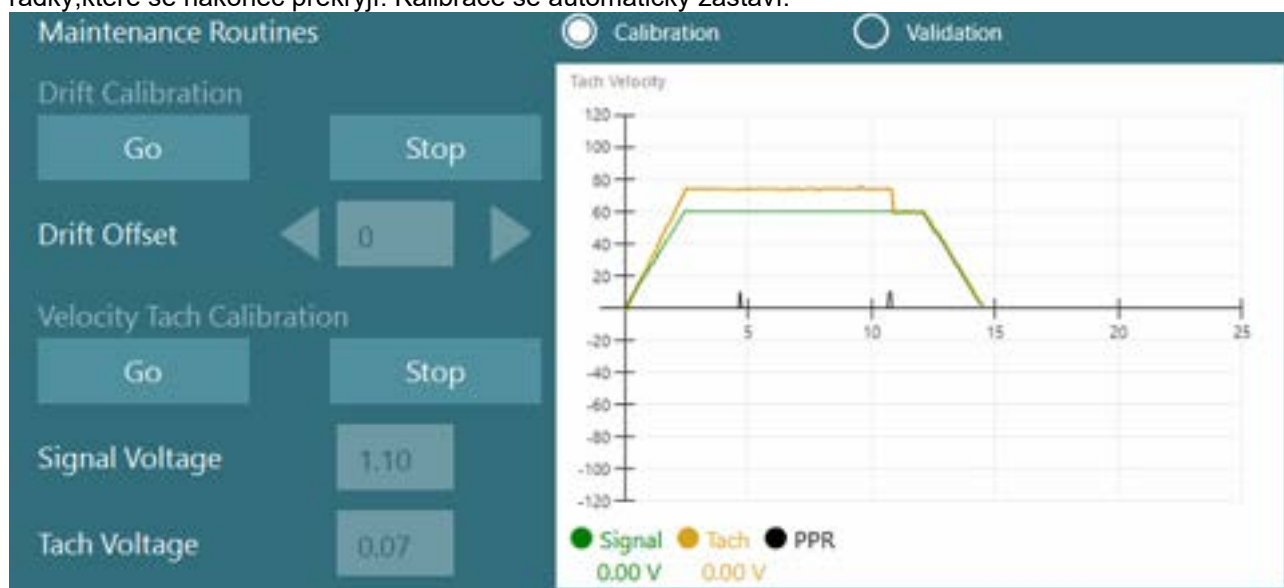 řádky,které se nakonec překryjí. Kalibrace se automaticky zastaví.
Maintenance Routines
Calibration
Validation
Drift Calibration
Go
Stop
Drift Offset
0
Velocity Tach Calibration
Go
Stop
Signal Voltage
1.10
Tach Voltage
0.07
Tach Velocity
120
100
80
60
40
20
-20
-40
-60
-80
-100
-120
5
10
15
20
25
Signal
Tach
PPR
0.00 V
0.00 V